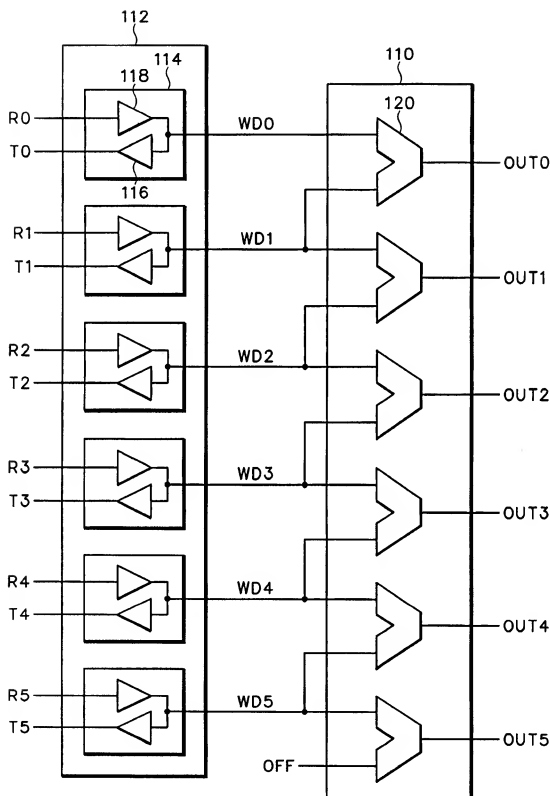 112
118
114
110
120
R0
WD0
T0
OUT0
116
R1
WD1
T1
OUT1
R2
WD2
T2
OUT2
R3
WD3
T3
OUT3
R4
WD4
T4
OUT4
R5
WD5
T5
OUT5
OFF